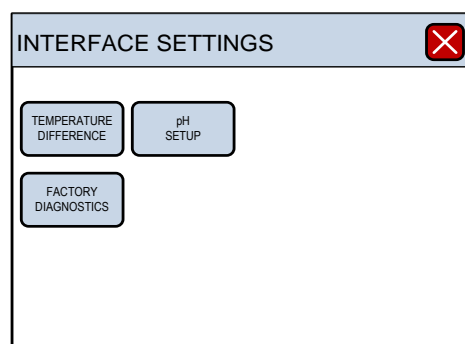 INTERFACE SETTINGS
TEMPERATURE
DIFFERENCE
pH
SETUP
FACTORY
DIAGNOSTICS